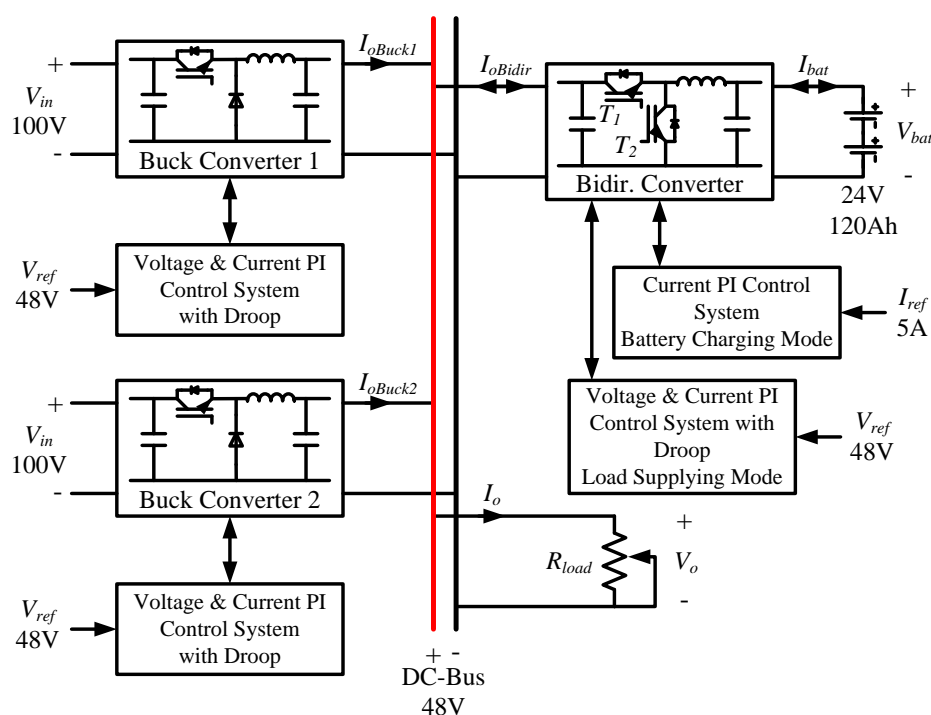 +
V_in
100V
-
Buck Converter 1
I_oBuck1
V_ref
48V
Voltage & Current PI
Control System
with Droop
+
V_in
100V
-
Buck Converter 2
I_oBuck2
V_ref
48V
Voltage & Current PI
Control System
with Droop
+ -
DC-Bus
48V
I_oBidir
T_1
T_2
Bidir. Converter
I_bat
+
V_bat
-
24V
120Ah
Current PI Control
System
Battery Charging Mode
I_ref
5A
Voltage & Current PI
Control System with
Droop
Load Supplying Mode
V_ref
48V
I_o
R_load
+
V_o
-